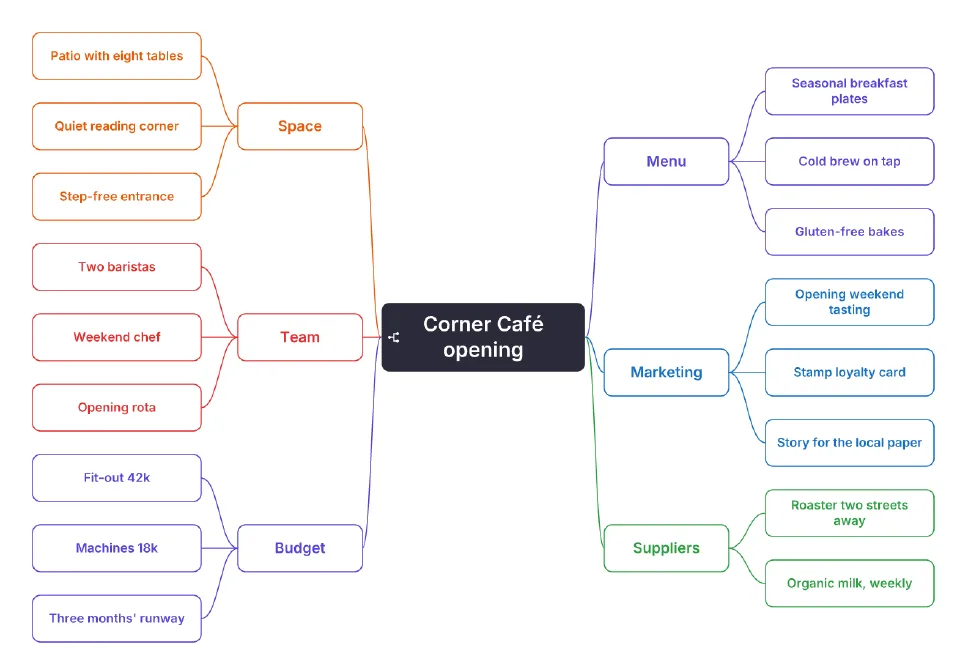 Corner Café
opening
Space
Patio with eight tables
Quiet reading corner
Step-free entrance
Team
Two baristas
Weekend chef
Opening rota
Budget
Fit-out 42k
Machines 18k
Three months' runway
Menu
Seasonal breakfast
plates
Cold brew on tap
Gluten-free bakes
Marketing
Opening weekend
tasting
Stamp loyalty card
Story for the local paper
Suppliers
Roaster two streets
away
Organic milk, weekly